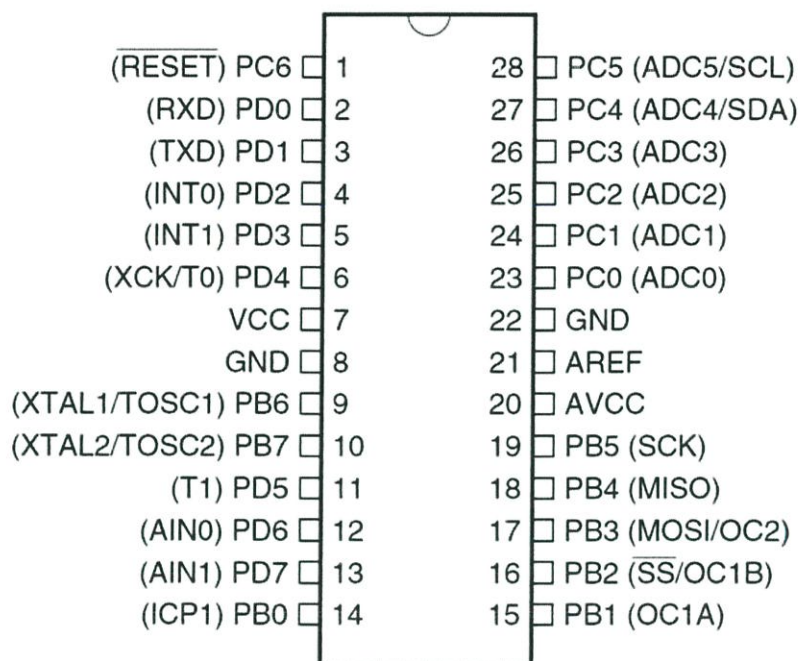 (RESET) PC6 1 28 PC5 (ADC5/SCL)
(RXD) PD0 2 27 PC4 (ADC4/SDA)
(TXD) PD1 3 26 PC3 (ADC3)
(INT0) PD2 4 25 PC2 (ADC2)
(INT1) PD3 5 24 PC1 (ADC1)
(XCK/T0) PD4 6 23 PC0 (ADC0)
VCC 7 22 GND
GND 8 21 AREF
(XTAL1/TOSC1) PB6 9 20 AVCC
(XTAL2/TOSC2) PB7 10 19 PB5 (SCK)
(T1) PD5 11 18 PB4 (MISO)
(AIN0) PD6 12 17 PB3 (MOSI/OC2)
(AIN1) PD7 13 16 PB2 (SS/OC1B)
(ICP1) PB0 14 15 PB1 (OC1A)